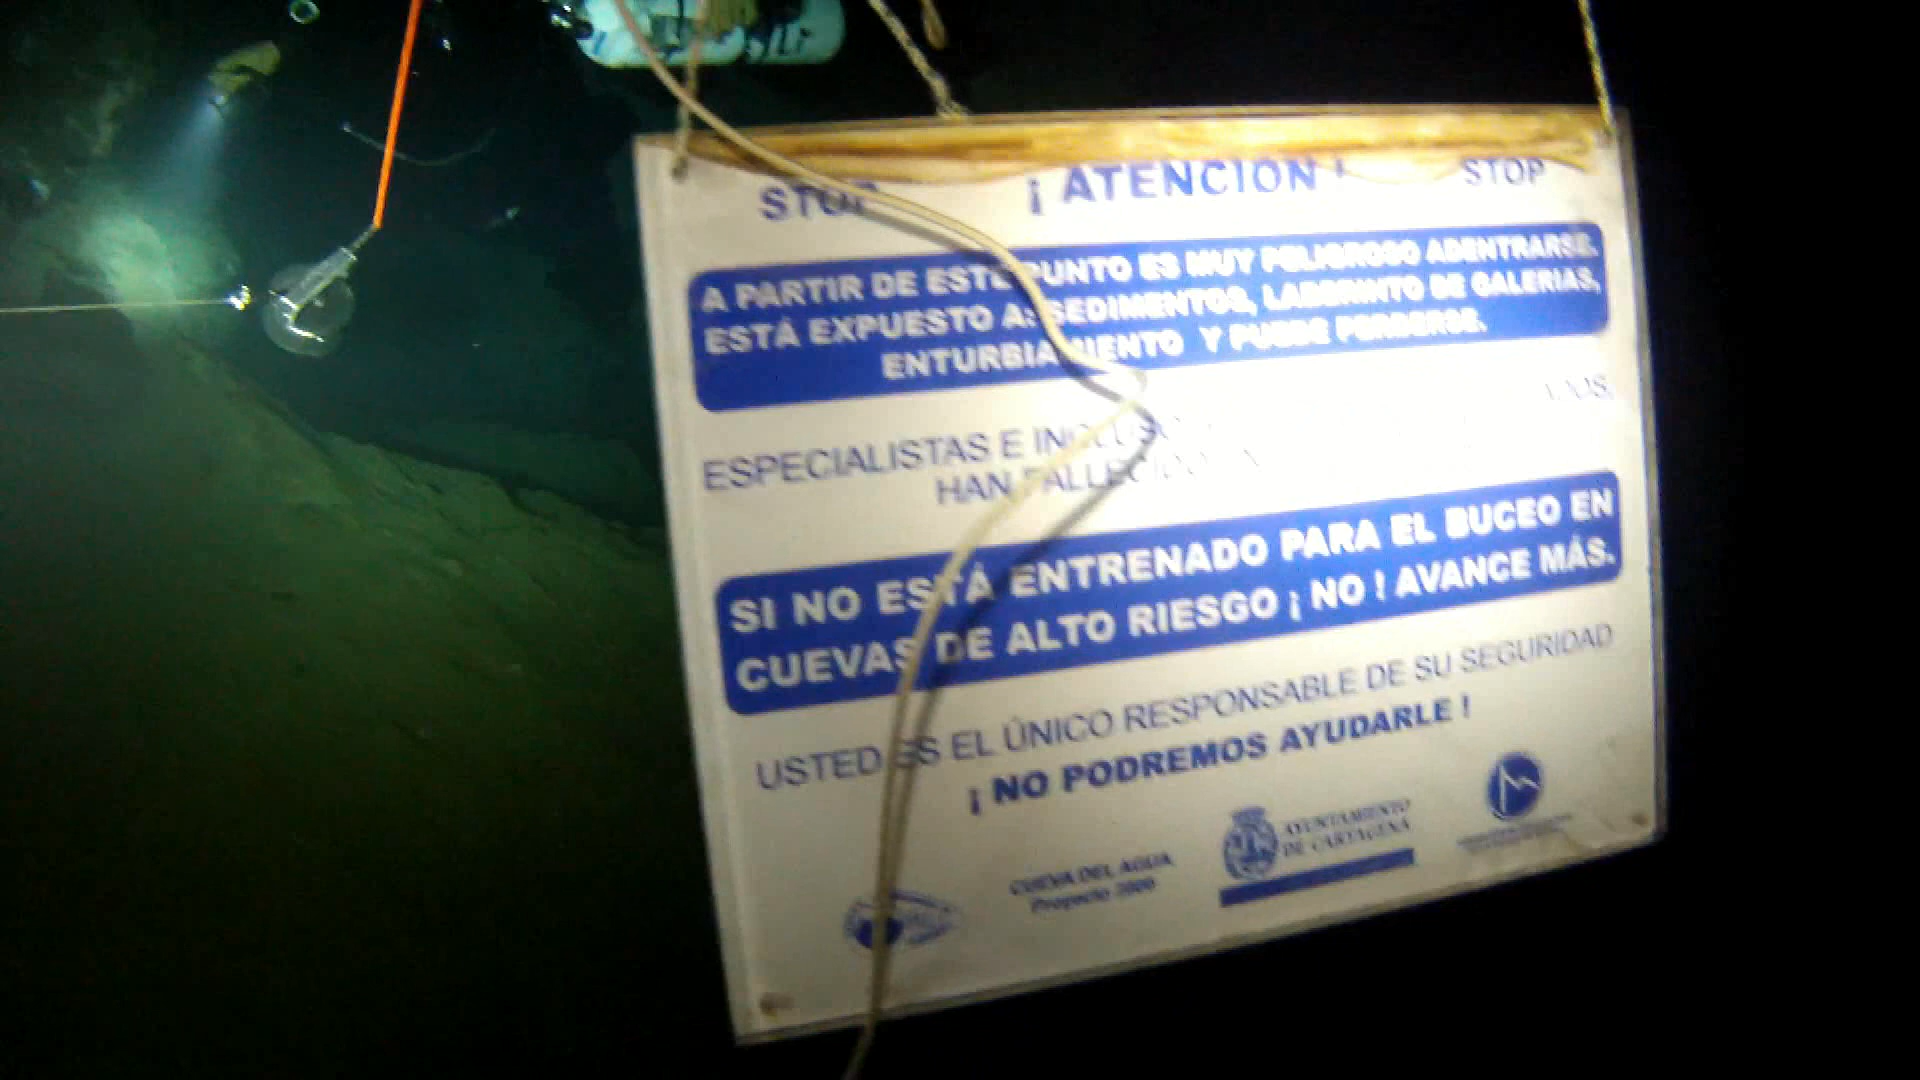 STOP ¡ ATENCION ! STOP
A PARTIR DE ESTE PUNTO ES MUY PELIGROSO ADENTRARSE.
ESTÁ EXPUESTO A: SEDIMENTOS, LABERINTO DE GALERIAS,
ENTURBIAMIENTO Y PUEDE PERDERSE.
ESPECIALISTAS E INCLUSO
HAN FALLECIDO
SI NO ESTÁ ENTRENADO PARA EL BUCEO EN
CUEVAS DE ALTO RIESGO ¡ NO ! AVANCE MÁS.
USTED ES EL ÚNICO RESPONSABLE DE SU SEGURIDAD
¡ NO PODREMOS AYUDARLE !
CUEVA DEL AGUA
Proyecto 2000
AYUNTAMIENTO
DE CARTAGENA